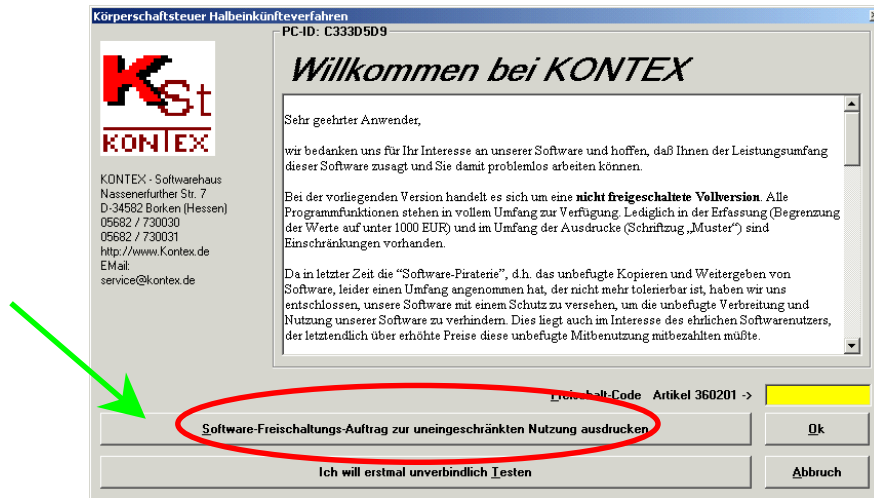 Körperschaftsteuer Halbeinkünfteverfahren
PC-ID: C333D5D9
KSt
KONTEX
KONTEX - Softwarehaus
Nassenerfurther Str. 7
D-34582 Borken (Hessen)
05682 / 730030
05682 / 730031
http://www.Kontex.de
EMail:
service@kontex.de
Willkommen bei KONTEX
Sehr geehrter Anwender,
wir bedanken uns für Ihr Interesse an unserer Software und hoffen, daß Ihnen der Leistungsumfang
dieser Software zusagt und Sie damit problemlos arbeiten können.
Bei der vorliegenden Version handelt es sich um eine nicht freigeschaltete Vollversion. Alle
Programmfunktionen stehen in vollem Umfang zur Verfügung. Lediglich in der Erfassung (Begrenzung
der Werte auf unter 1000 EUR) und im Umfang der Ausdrucke (Schriftzug „Muster“) sind
Einschränkungen vorhanden.
Da in letzter Zeit die “Software-Piraterie”, d.h. das unbefugte Kopieren und Weitergeben von
Software, leider einen Umfang angenommen hat, der nicht mehr tolerierbar ist, haben wir uns
entschlossen, unsere Software mit einem Schutz zu versehen, um die unbefugte Verbreitung und
Nutzung unserer Software zu verhindern. Dies liegt auch im Interesse des ehrlichen Softwarenutzers,
der letztendlich über erhöhte Preise diese unbefugte Mitbenutzung mitbezahlten müßte.
Freischalt-Code Artikel 360201 ->
Software-Freischaltungs-Auftrag zur uneingeschränkten Nutzung ausdrucken
Ok
Ich will erstmal unverbindlich Testen
Abbruch